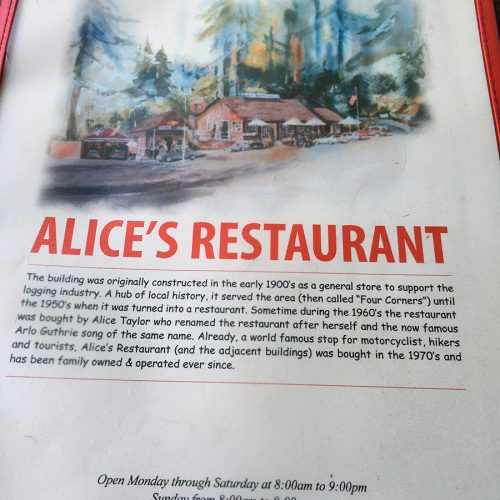 ALICE'S RESTAURANT
The building was originally constructed in the early 1900's as a general store to support the
logging industry. A hub of local history, it served the area (then called "Four Corners") until
the 1950's when it was turned into a restaurant. Sometime during the 1960's the restaurant
was bought by Alice Taylor who renamed the restaurant after herself and the now famous
Arlo Guthrie song of the same name. Already, a world famous stop for motorcyclist, hikers
and tourists, Alice's Restaurant (and the adjacent buildings) was bought in the 1970's and
has been family owned & operated ever since.
Open Monday through Saturday at 8:00am to 9:00pm
Sunday from 8:00am to